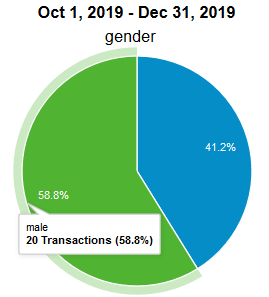 Oct 1, 2019 - Dec 31, 2019
gender
41.2%
58.8%
male
20 Transactions (58.8%)